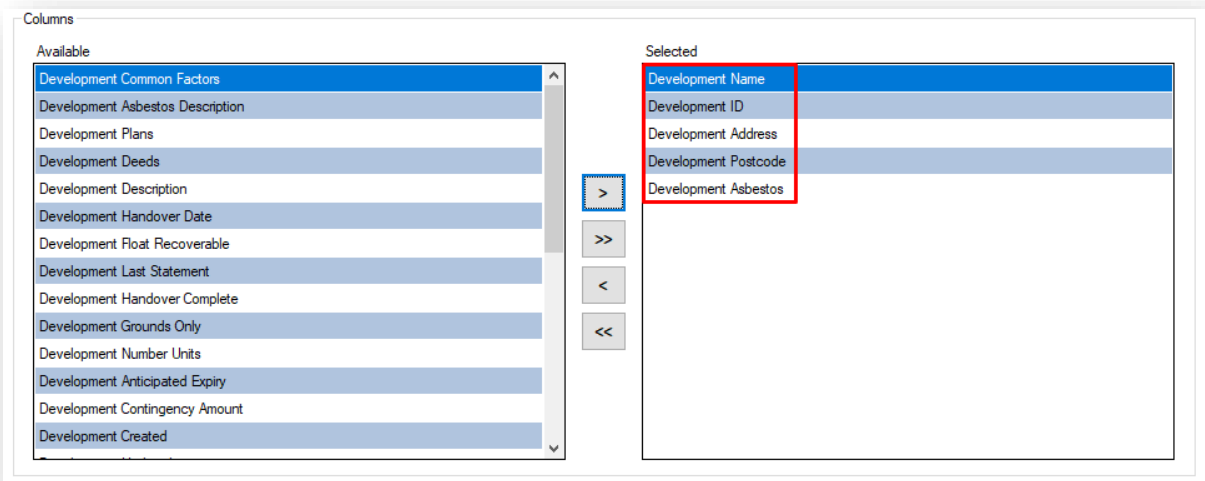 Columns
Available
Development Common Factors
Development Asbestos Description
Development Plans
Development Deeds
Development Description
Development Handover Date
Development Float Recoverable
Development Last Statement
Development Handover Complete
Development Grounds Only
Development Number Units
Development Anticipated Expiry
Development Contingency Amount
Development Created
>
>>
<
<<
Selected
Development Name
Development ID
Development Address
Development Postcode
Development Asbestos